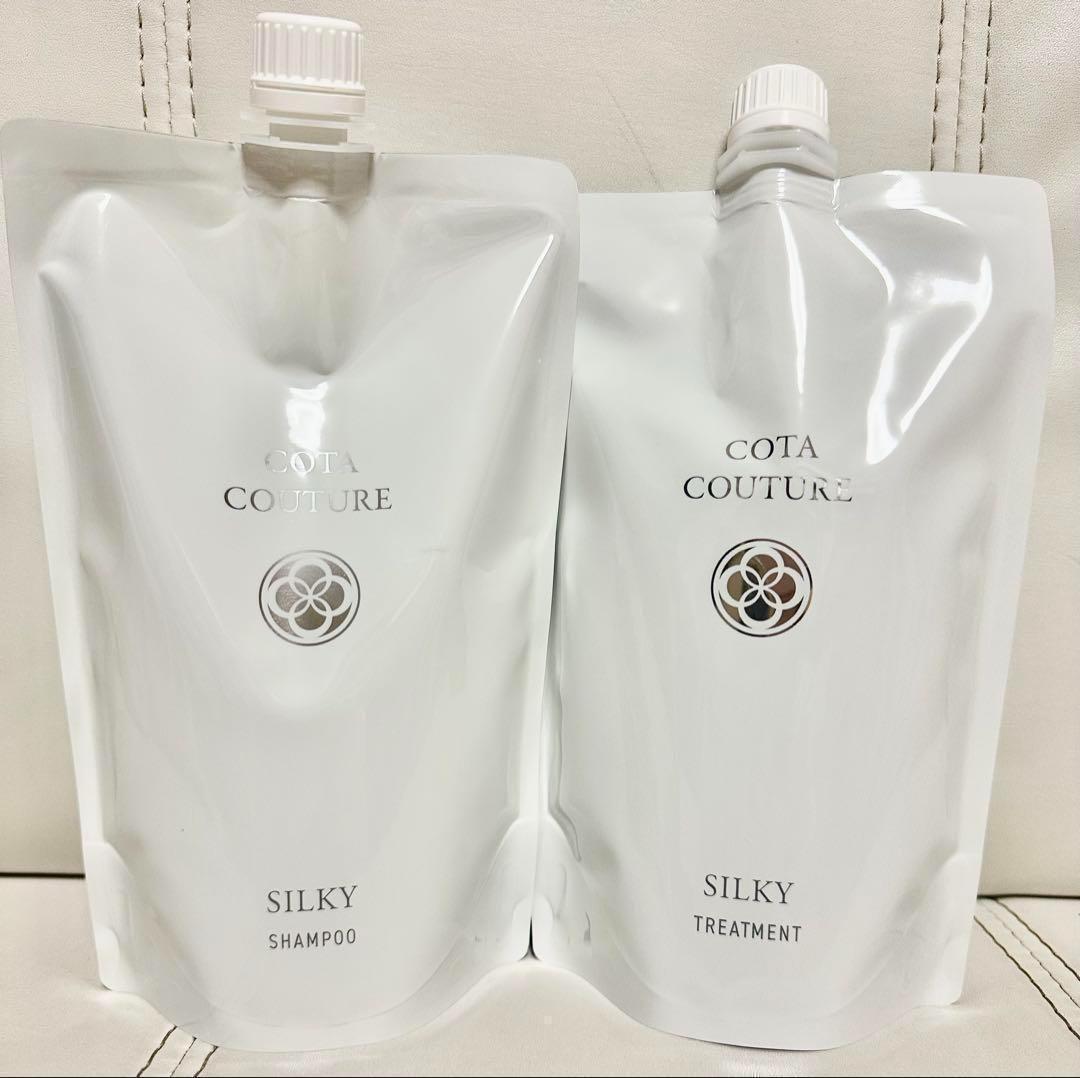 COTA
COUTURE
SILKY
SHAMPOO
COTA
COUTURE
SILKY
TREATMENT